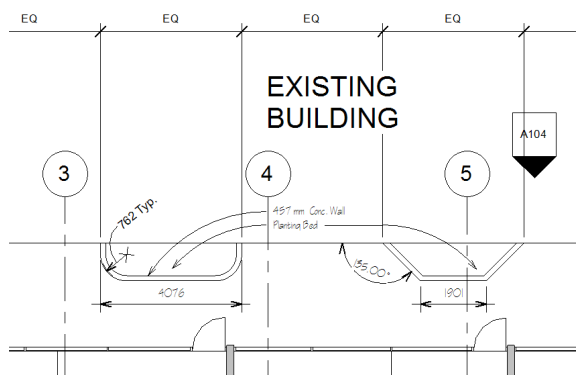 EQ EQ EQ EQ
EXISTING
BUILDING
A104
3 4 5
762 Typ.
457 mm Conc. Wall
Planting Bed
135.00°
4076
1901